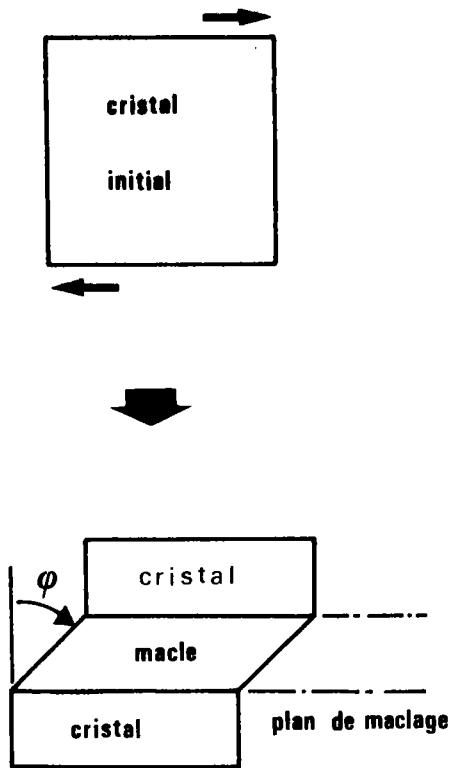 cristal
initial
cristal
φ
macle
cristal
plan de maclage